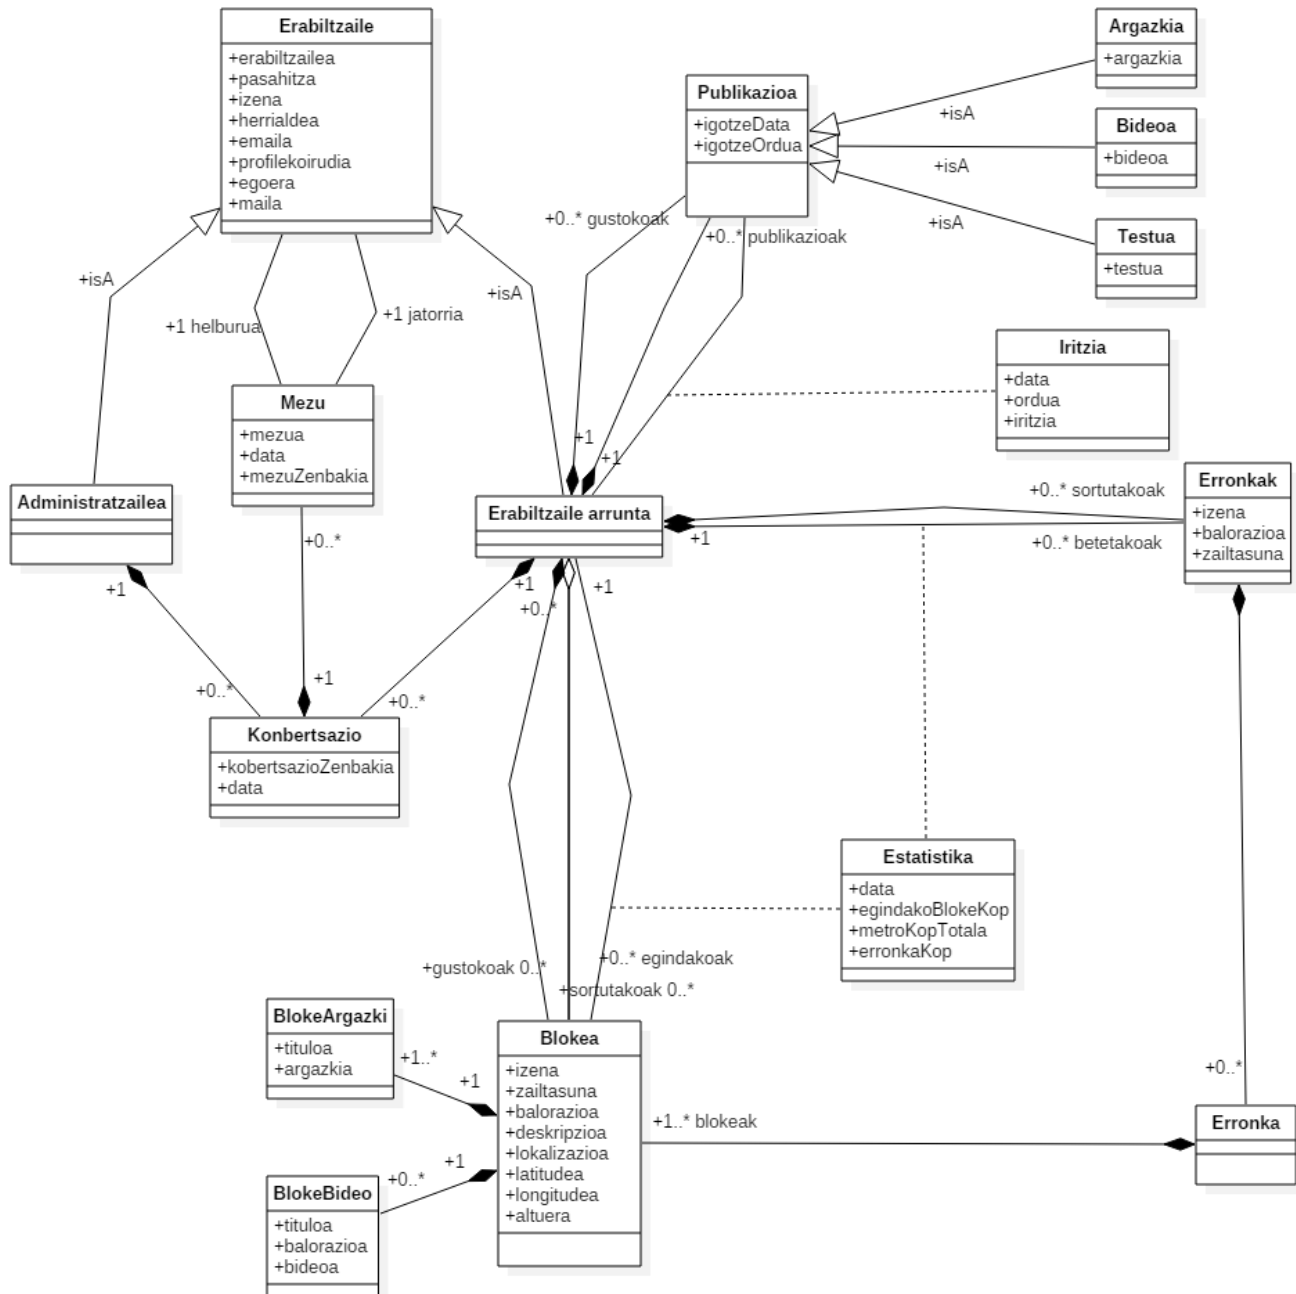 Erabiltzaile
+erabiltzailea
+pasahitza
+izena
+herrialdea
+emaila
+profilekoirudia
+egoera
+maila
Publikazioa
+igotzeData
+igotzeOrdua
Argazkia
+argazkia
+isA
Bideoa
+bideoa
+isA
Testua
+testua
+isA
+0..* gustokoak
+0..* publikazioak
+isA
+1 helburua
+1 jatorria
+isA
Iritzia
+data
+ordua
+iritzia
Mezu
+mezua
+data
+mezuZenbakia
+1
+1
Administratzailea
Erabiltzaile arrunta
+0..* sortutakoak
Erronkak
+izena
+balorazioa
+zailtasuna
+1
+0..* betetakoak
+0..*
+1
+1
+0..*
+1
+1
+0..*
+0..*
Konbertsazio
+kobertsazioZenbakia
+data
Estatistika
+data
+egindakoBlokeKop
+metroKopTotala
+erronkaKop
+gustokoak 0..*
+0..* egindakoak
+sortutakoak 0..*
BlokeArgazki
+tituloa
+argazkia
+1..*
+1
Blokea
+izena
+zailtasuna
+balorazioa
+deskripzioa
+lokalizazioa
+latitudea
+longitudea
+altuera
+1..* blokeak
+0..*
Erronka
+1
+0..*
BlokeBideo
+tituloa
+balorazioa
+bideoa